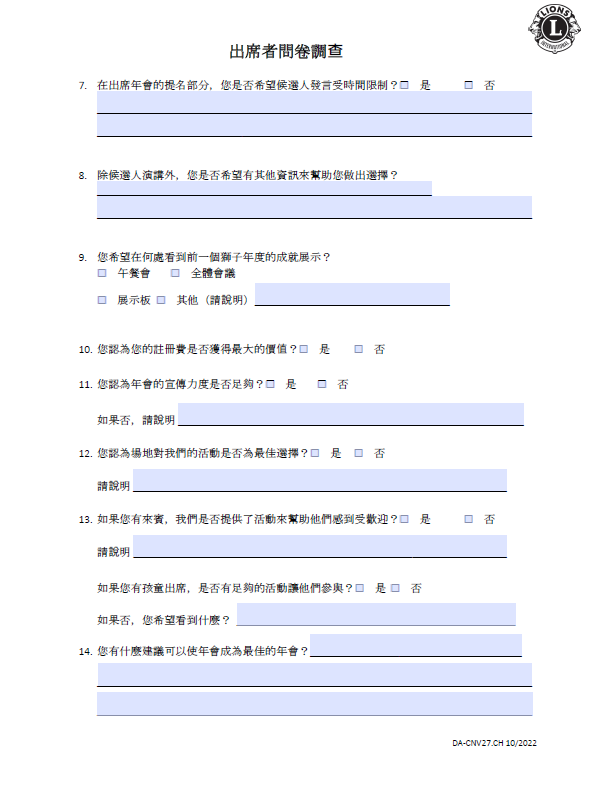 LIONS
L
INTERNATIONAL
出席者問卷調查
7. 在出席年會的提名部分，您是否希望候選人發言受時間限制？☐ 是 ☐ 否
8. 除候選人演講外，您是否希望有其他資訊來幫助您做出選擇？
9. 您希望在何處看到前一個獅子年度的成就展示？
☐ 午餐會 ☐ 全體會議
☐ 展示板 ☐ 其他（請說明）
10. 您認為您的註冊費是否獲得最大的價值？☐ 是 ☐ 否
11. 您認為年會的宣傳力度是否足夠？☐ 是 ☐ 否
如果否，請說明
12. 您認為場地對我們的活動是否為最佳選擇？☐ 是 ☐ 否
請說明
13. 如果您有來賓，我們是否提供了活動來幫助他們感到受歡迎？☐ 是 ☐ 否
請說明
如果您有孩童出席，是否有足夠的活動讓他們參與？☐ 是 ☐ 否
如果否，您希望看到什麼？
14. 您有什麼建議可以使年會成為最佳的年會？
DA-CNV27.CH 10/2022